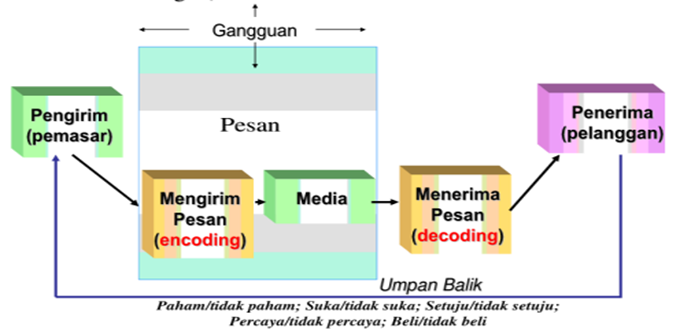 Gangguan
Pengirim
(pemasar)
Pesan
Penerima
(pelanggan)
Mengirim
Pesan
(encoding)
Media
Menerima
Pesan
(decoding)
Umpan Balik
Paham/tidak paham; Suka/tidak suka; Setuju/tidak setuju;
Percaya/tidak percaya; Beli/tidak beli